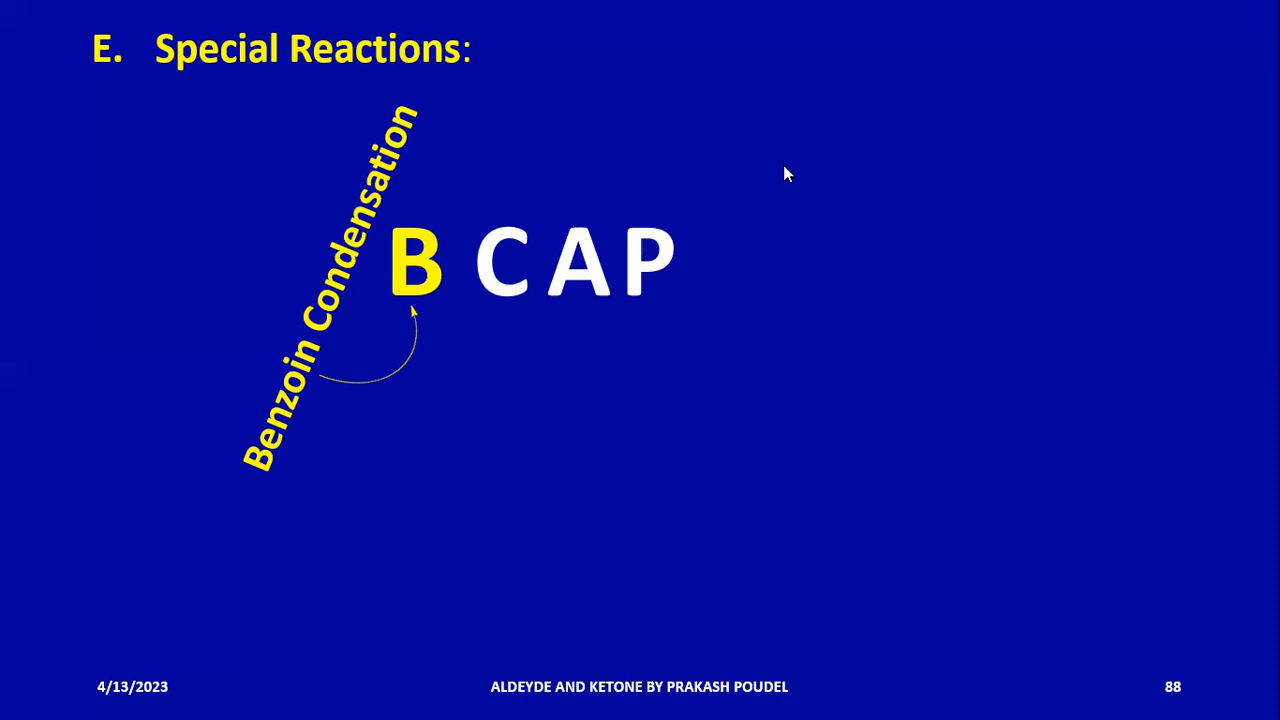 E. Special Reactions:
Benzoin Condensation
B C A P
4/13/2023
ALDEYDE AND KETONE BY PRAKASH POUDEL
88